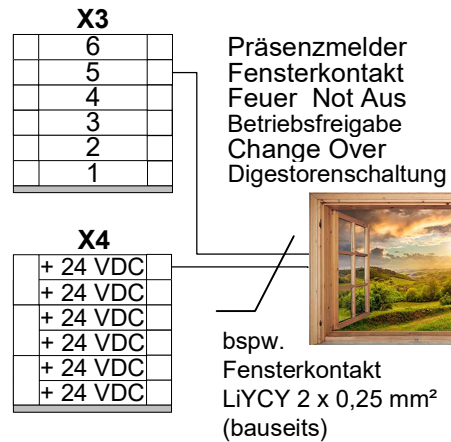 X3
6
5
4
3
2
1
Präsenzmelder
Fensterkontakt
Feuer Not Aus
Betriebsfreigabe
Change Over
Digestorenschaltung
X4
+ 24 VDC
+ 24 VDC
+ 24 VDC
+ 24 VDC
+ 24 VDC
+ 24 VDC
bspw.
Fensterkontakt
LiYCY 2 x 0,25 mm²
(bauseits)